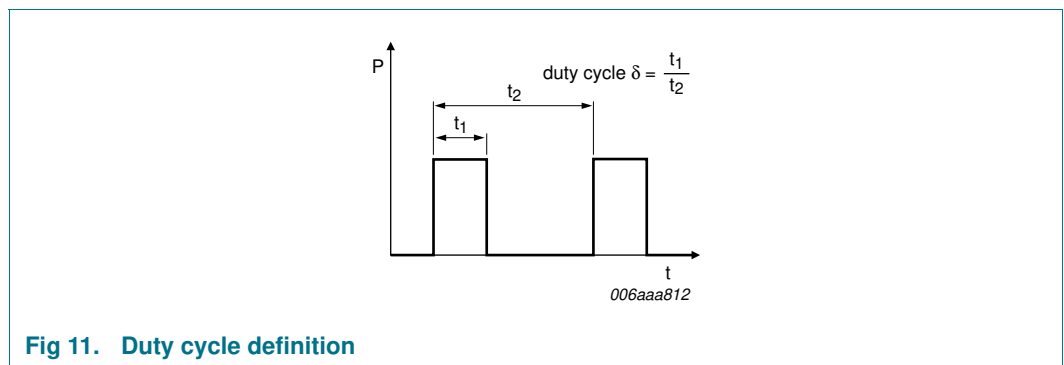 P
duty cycle δ = t1
t2
t2
t1
t
006aaa812
Fig 11. Duty cycle definition